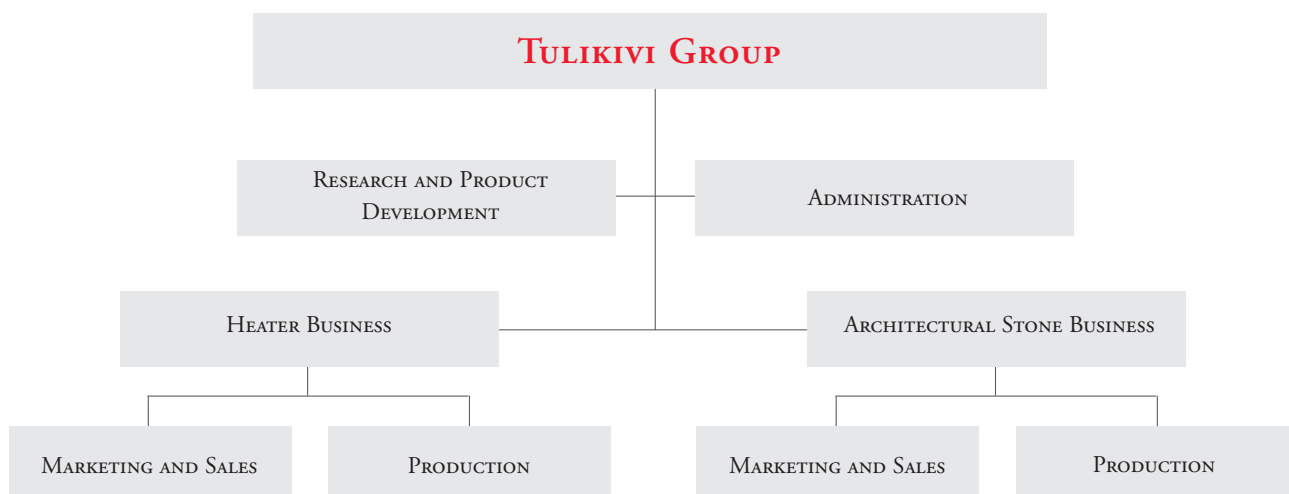 Tulikivi Group
Research and Product
Development
Administration
Heater Business
Architectural Stone Business
Marketing and Sales
Production
Marketing and Sales
Production